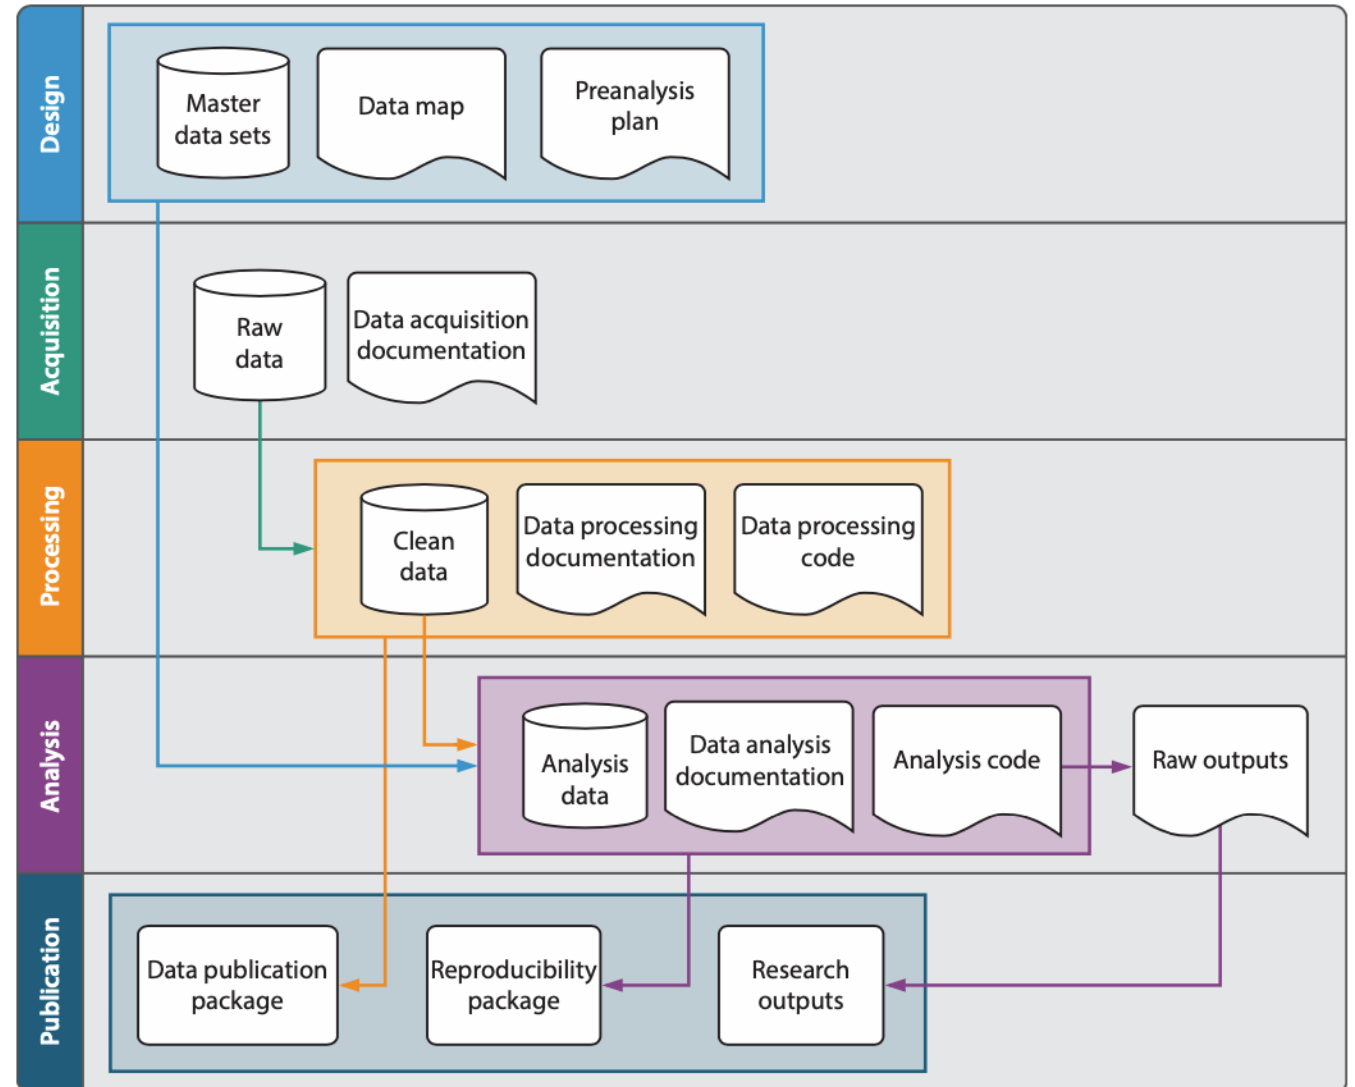 Design
Master
data sets
Data map
Preanalysis
plan
Acquisition
Raw
data
Data acquisition
documentation
Processing
Clean
data
Data processing
documentation
Data processing
code
Analysis
Analysis
data
Data analysis
documentation
Analysis code
Raw outputs
Publication
Data publication
package
Reproducibility
package
Research
outputs